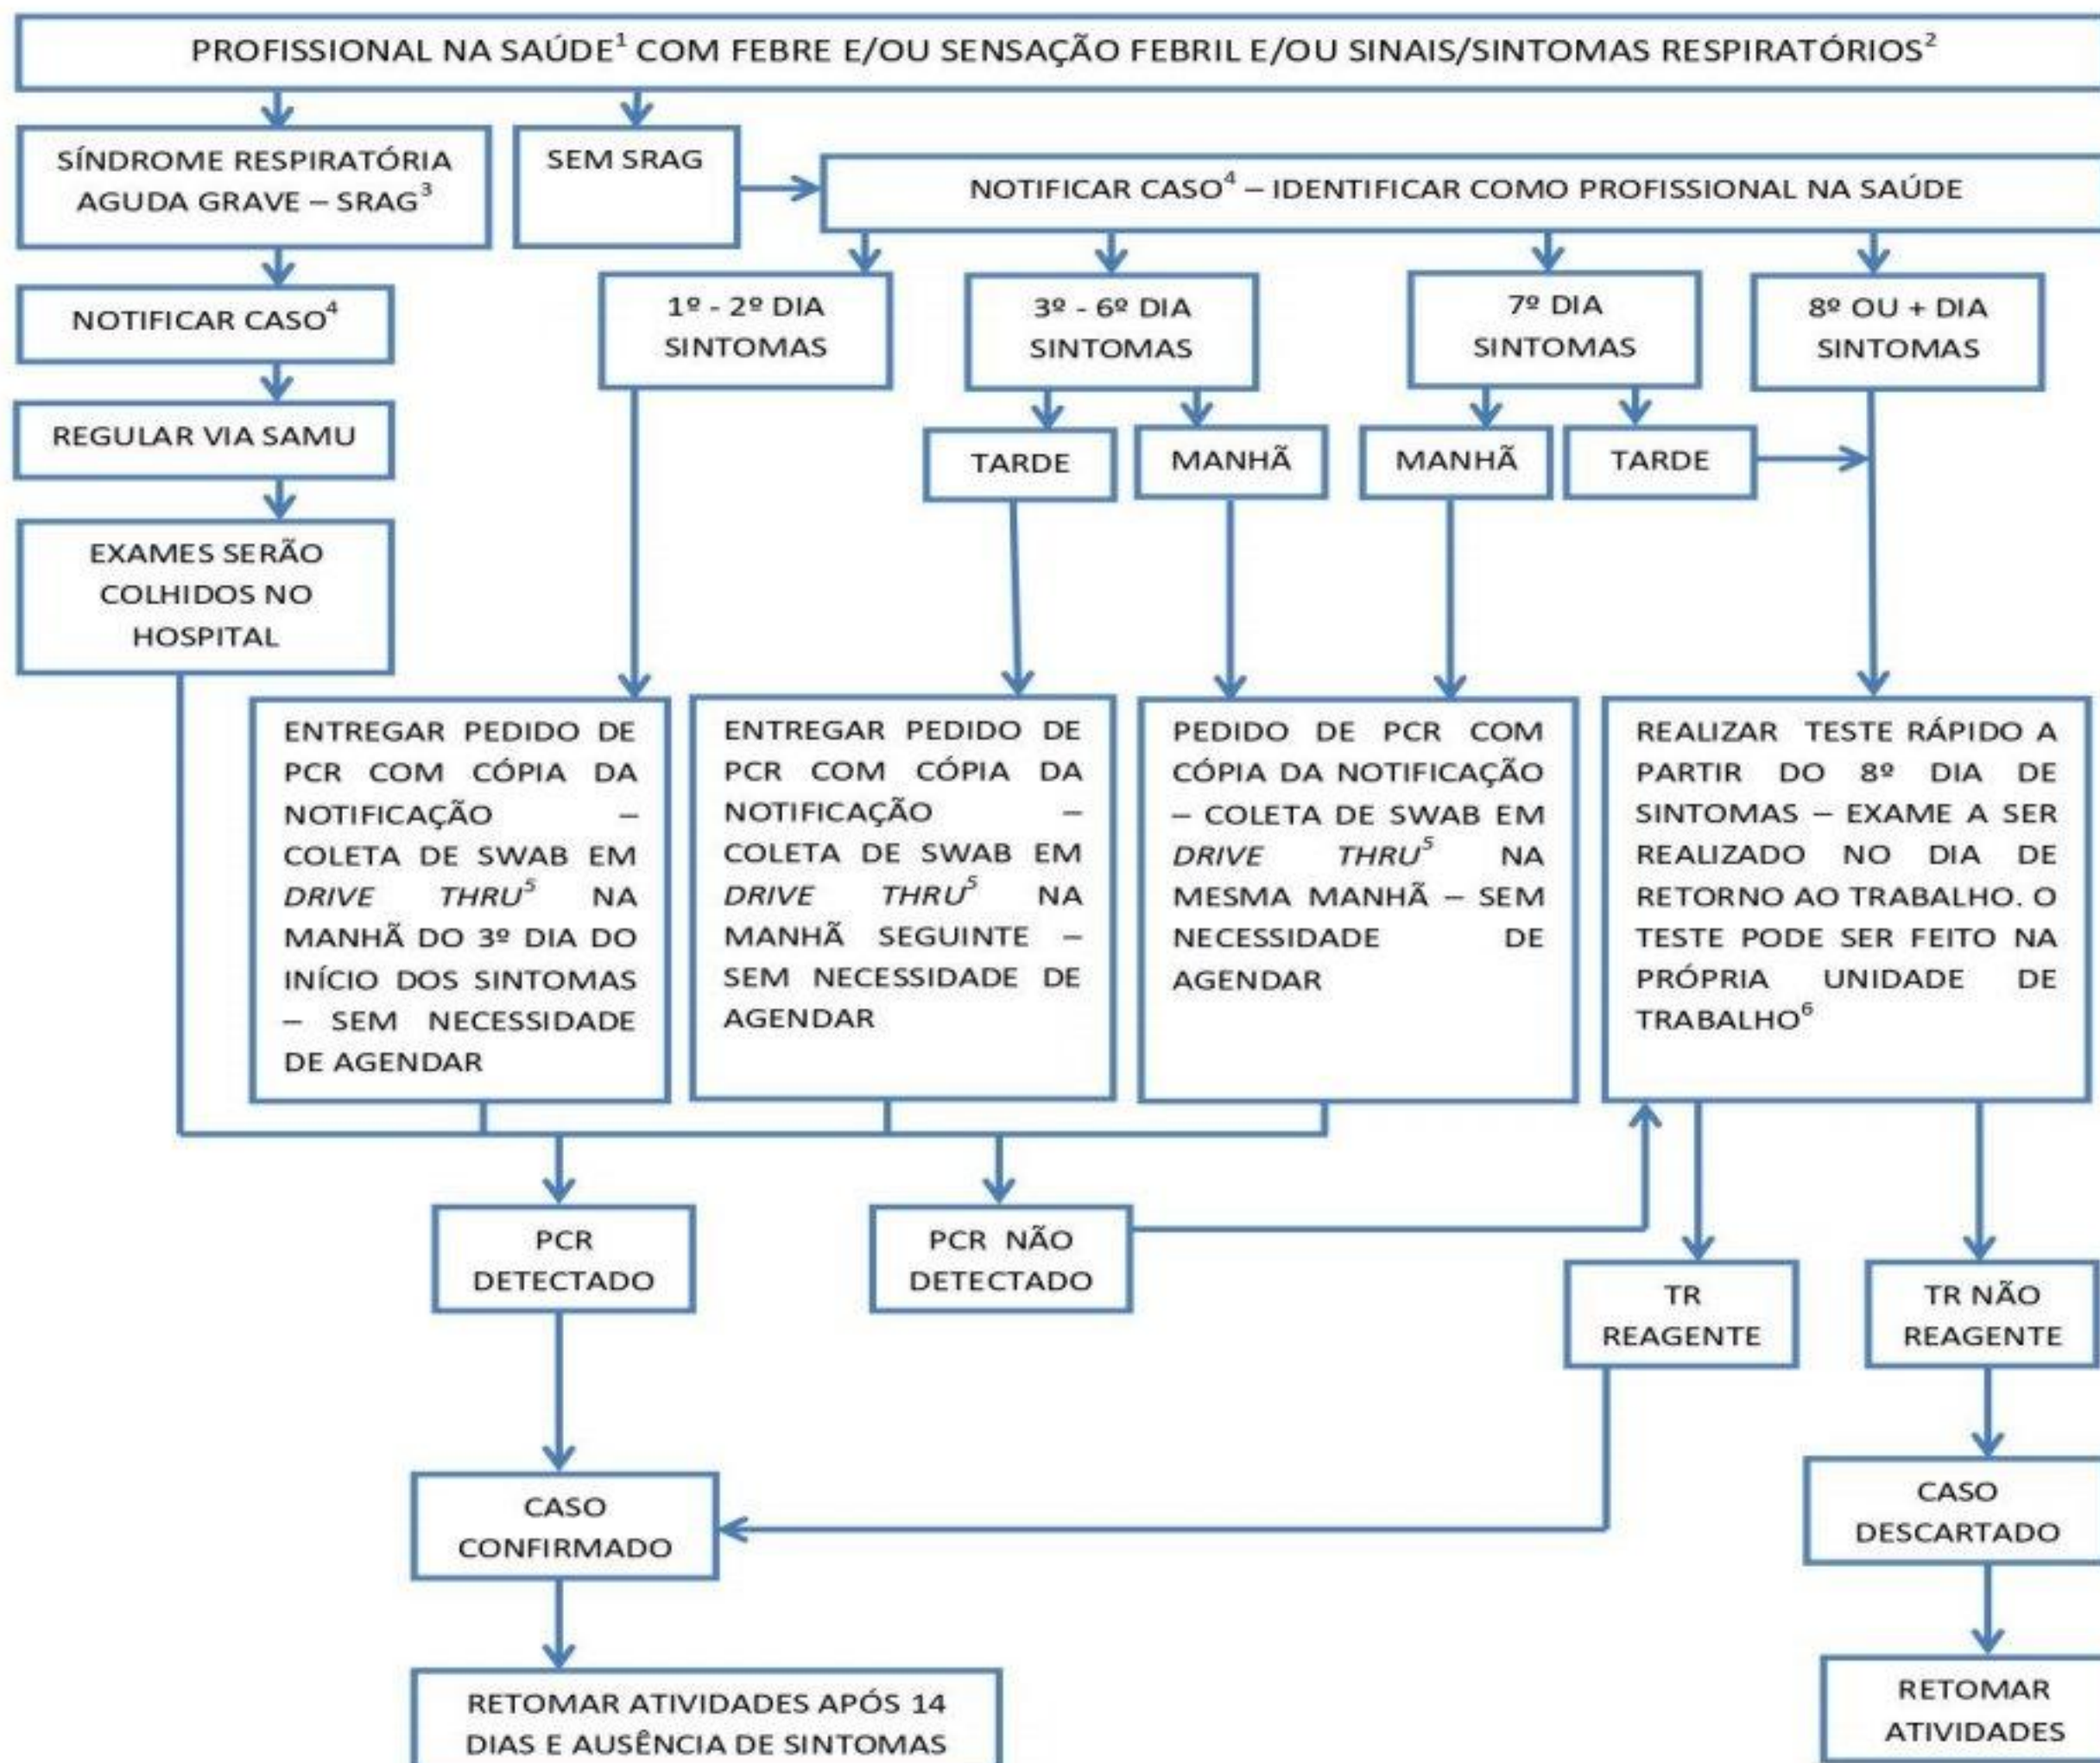 PROFISSIONAL NA SAÚDE¹ COM FEBRE E/OU SENSAÇÃO FEBRIL E/OU SINAIS/SINTOMAS RESPIRATÓRIOS²
SÍNDROME RESPIRATÓRIA
AGUDA GRAVE – SRAG³
SEM SRAG
NOTIFICAR CASO⁴ – IDENTIFICAR COMO PROFISSIONAL NA SAÚDE
NOTIFICAR CASO⁴
REGULAR VIA SAMU
EXAMES SERÃO
COLHIDOS NO
HOSPITAL
1º - 2º DIA
SINTOMAS
3º - 6º DIA
SINTOMAS
7º DIA
SINTOMAS
8º OU + DIA
SINTOMAS
TARDE
MANHÃ
MANHÃ
TARDE
ENTREGAR PEDIDO DE
PCR COM CÓPIA DA
NOTIFICAÇÃO –
COLETA DE SWAB EM
DRIVE THRU⁵ NA
MANHÃ DO 3º DIA DO
INÍCIO DOS SINTOMAS
– SEM NECESSIDADE
DE AGENDAR
ENTREGAR PEDIDO DE
PCR COM CÓPIA DA
NOTIFICAÇÃO –
COLETA DE SWAB EM
DRIVE THRU⁵ NA
MANHÃ SEGUINTE –
SEM NECESSIDADE DE
AGENDAR
PEDIDO DE PCR COM
CÓPIA DA NOTIFICAÇÃO
– COLETA DE SWAB EM
DRIVE THRU⁵ NA
MESMA MANHÃ – SEM
NECESSIDADE DE
AGENDAR
REALIZAR TESTE RÁPIDO A
PARTIR DO 8º DIA DE
SINTOMAS – EXAME A SER
REALIZADO NO DIA DE
RETORNO AO TRABALHO. O
TESTE PODE SER FEITO NA
PRÓPRIA UNIDADE DE
TRABALHO⁶
PCR
DETECTADO
PCR NÃO
DETECTADO
TR
REAGENTE
TR NÃO
REAGENTE
CASO
CONFIRMADO
CASO
DESCARTADO
RETOMAR ATIVIDADES APÓS 14
DIAS E AUSÊNCIA DE SINTOMAS
RETOMAR
ATIVIDADES